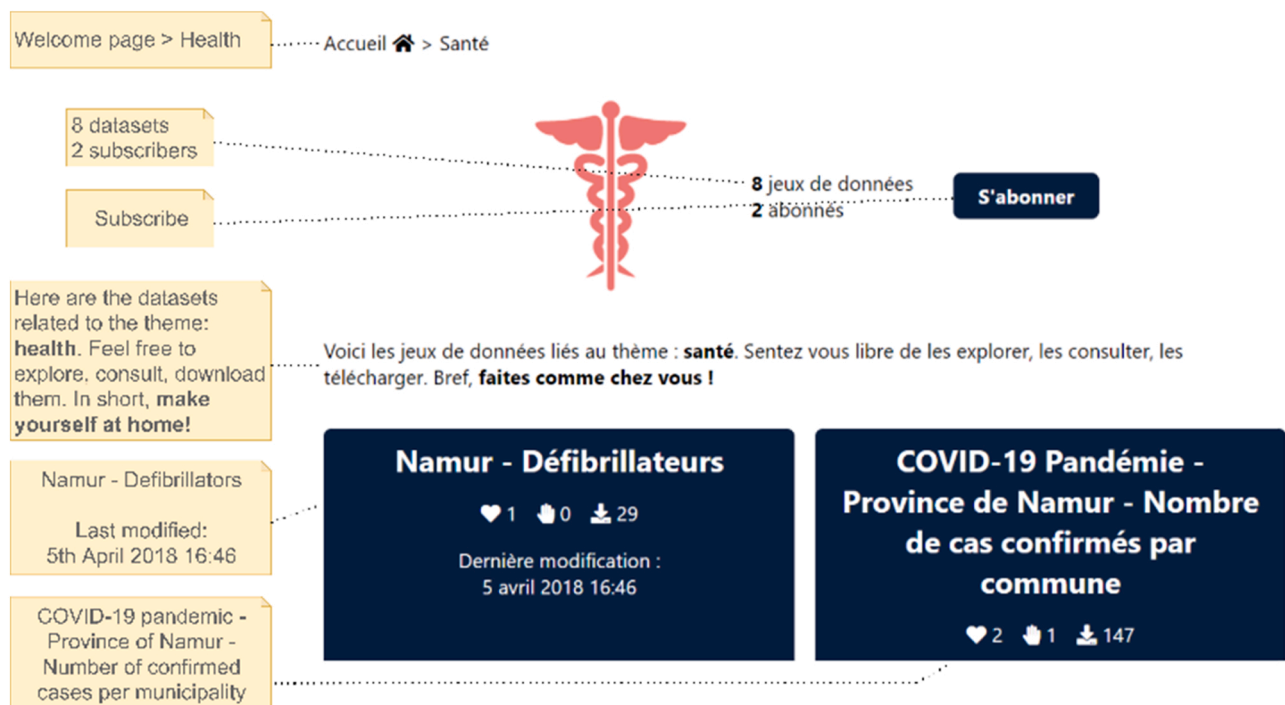 Welcome page > Health
Accueil > Santé
8 datasets
2 subscribers
8 jeux de données
2 abonnés
S'abonner
Subscribe
Here are the datasets
related to the theme:
health. Feel free to
explore, consult, download
them. In short, make
yourself at home!
Voici les jeux de données liés au thème : santé. Sentez vous libre de les explorer, les consulter, les
télécharger. Bref, faites comme chez vous !
Namur - Defibrillators
Last modified:
5th April 2018 16:46
Namur - Défibrillateurs
1 0 29
Dernière modification :
5 avril 2018 16:46
COVID-19 Pandémie -
Province de Namur - Nombre
de cas confirmés par
commune
2 1 147
COVID-19 pandemic -
Province of Namur -
Number of confirmed
cases per municipality